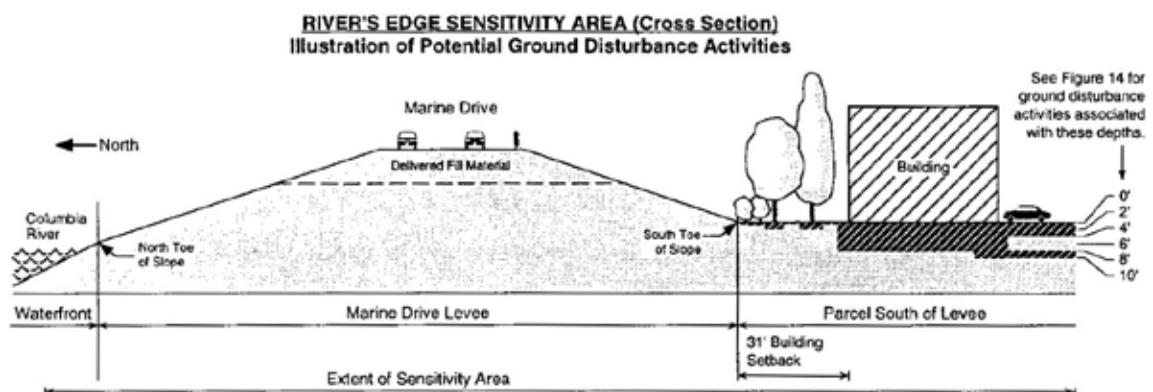 RIVER'S EDGE SENSITIVITY AREA (Cross Section)
Illustration of Potential Ground Disturbance Activities
See Figure 14 for
ground disturbance
activities associated
with these depths.
Marine Drive
North
Delivered Fill Material
Building
Columbia
River
North Toe
of Slope
South Toe
of Slope
0'
2'
4'
6'
8'
10'
Waterfront
Marine Drive Levee
Parcel South of Levee
31' Building
Setback
Extent of Sensitivity Area